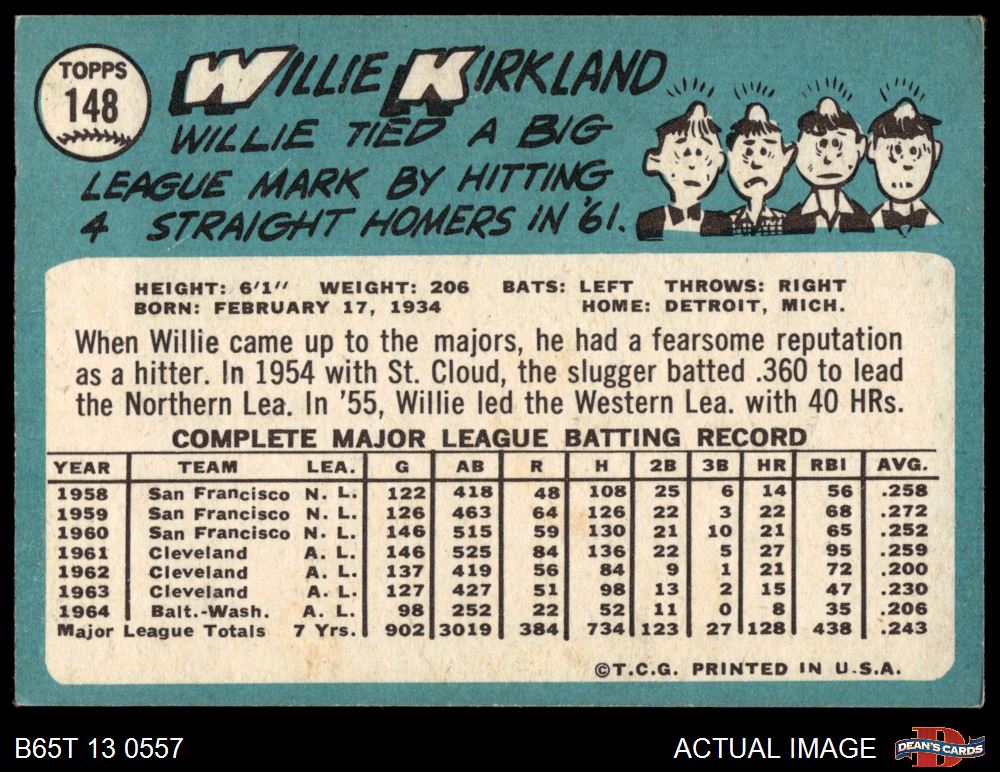 TOPPS
148
WILLIE KIRKLAND
WILLIE TIED A BIG
LEAGUE MARK BY HITTING
4 STRAIGHT HOMERS IN '61.
HEIGHT: 6'1" WEIGHT: 206 BATS: LEFT THROWS: RIGHT
BORN: FEBRUARY 17, 1934 HOME: DETROIT, MICH.
When Willie came up to the majors, he had a fearsome reputation
as a hitter. In 1954 with St. Cloud, the slugger batted .360 to lead
the Northern Lea. In '55, Willie led the Western Lea. with 40 HRs.
COMPLETE MAJOR LEAGUE BATTING RECORD
YEAR TEAM LEA. G AB R H 2B 3B HR RBI AVG.
1958 San Francisco N. L. 122 418 48 108 25 6 14 56 .258
1959 San Francisco N. L. 126 463 64 126 22 3 22 68 .272
1960 San Francisco N. L. 146 515 59 130 21 10 21 65 .252
1961 Cleveland A. L. 146 525 84 136 22 5 27 95 .259
1962 Cleveland A. L. 137 419 56 84 9 1 21 72 .200
1963 Cleveland A. L. 127 427 51 98 13 2 15 47 .230
1964 Balt.-Wash. A. L. 98 252 22 52 11 0 8 35 .206
Major League Totals 7 Yrs. 902 3019 384 734 123 27 128 438 .243
©T.C.G. PRINTED IN U.S.A.
B65T 13 0557 ACTUAL IMAGE D DEAN'S CARDS